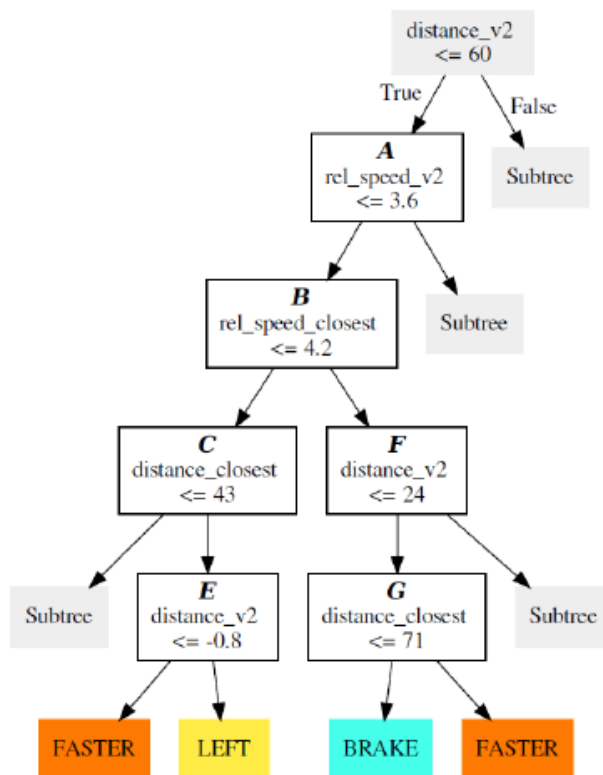 distance_v2
<= 60
True
False
A
rel_speed_v2
<= 3.6
Subtree
B
rel_speed_closest
<= 4.2
Subtree
C
distance_closest
<= 43
F
distance_v2
<= 24
Subtree
E
distance_v2
<= -0.8
G
distance_closest
<= 71
Subtree
FASTER
LEFT
BRAKE
FASTER